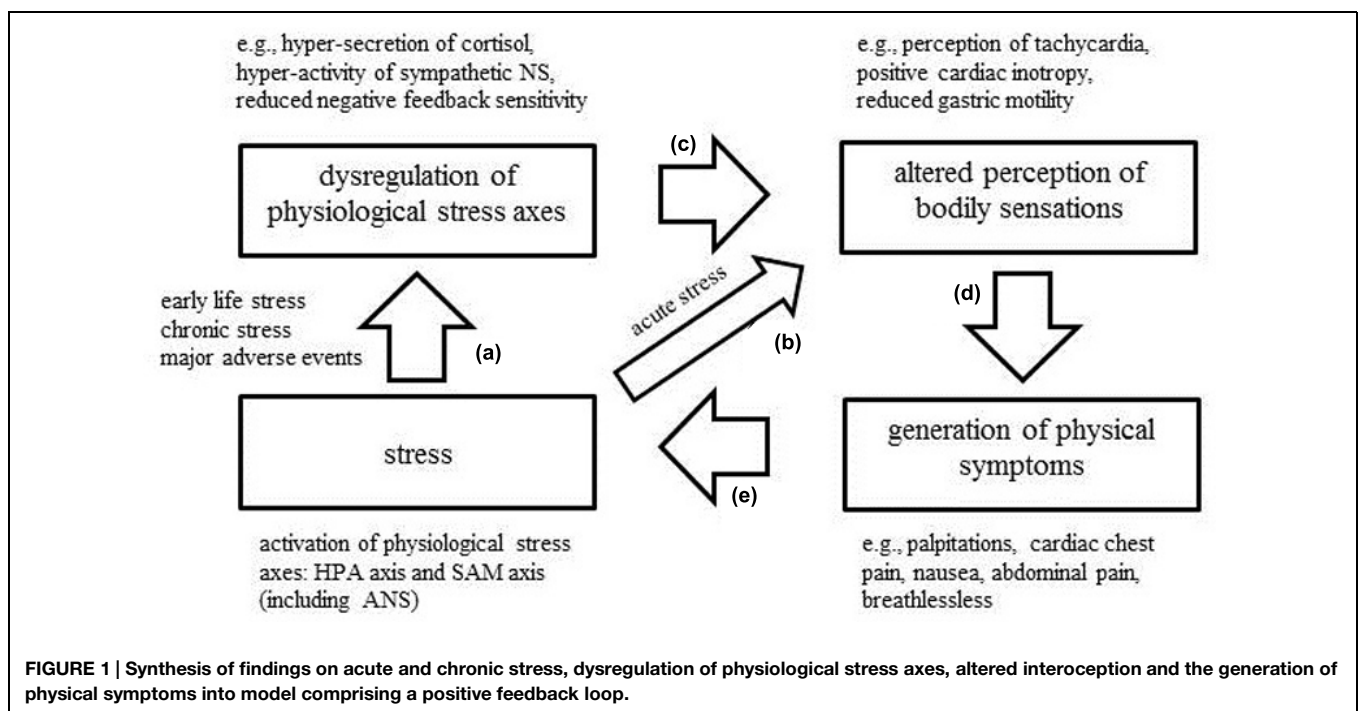 e.g., hyper-secretion of cortisol,
hyper-activity of sympathetic NS,
reduced negative feedback sensitivity
e.g., perception of tachycardia,
positive cardiac inotropy,
reduced gastric motility
dysregulation of
physiological stress axes
(c)
altered perception of
bodily sensations
early life stress
chronic stress
major adverse events
(a)
acute stress
(b)
(d)
stress
(e)
generation of physical
symptoms
activation of physiological stress
axes: HPA axis and SAM axis
(including ANS)
e.g., palpitations, cardiac chest
pain, nausea, abdominal pain,
breathlessless
FIGURE 1 | Synthesis of findings on acute and chronic stress, dysregulation of physiological stress axes, altered interoception and the generation of
physical symptoms into model comprising a positive feedback loop.